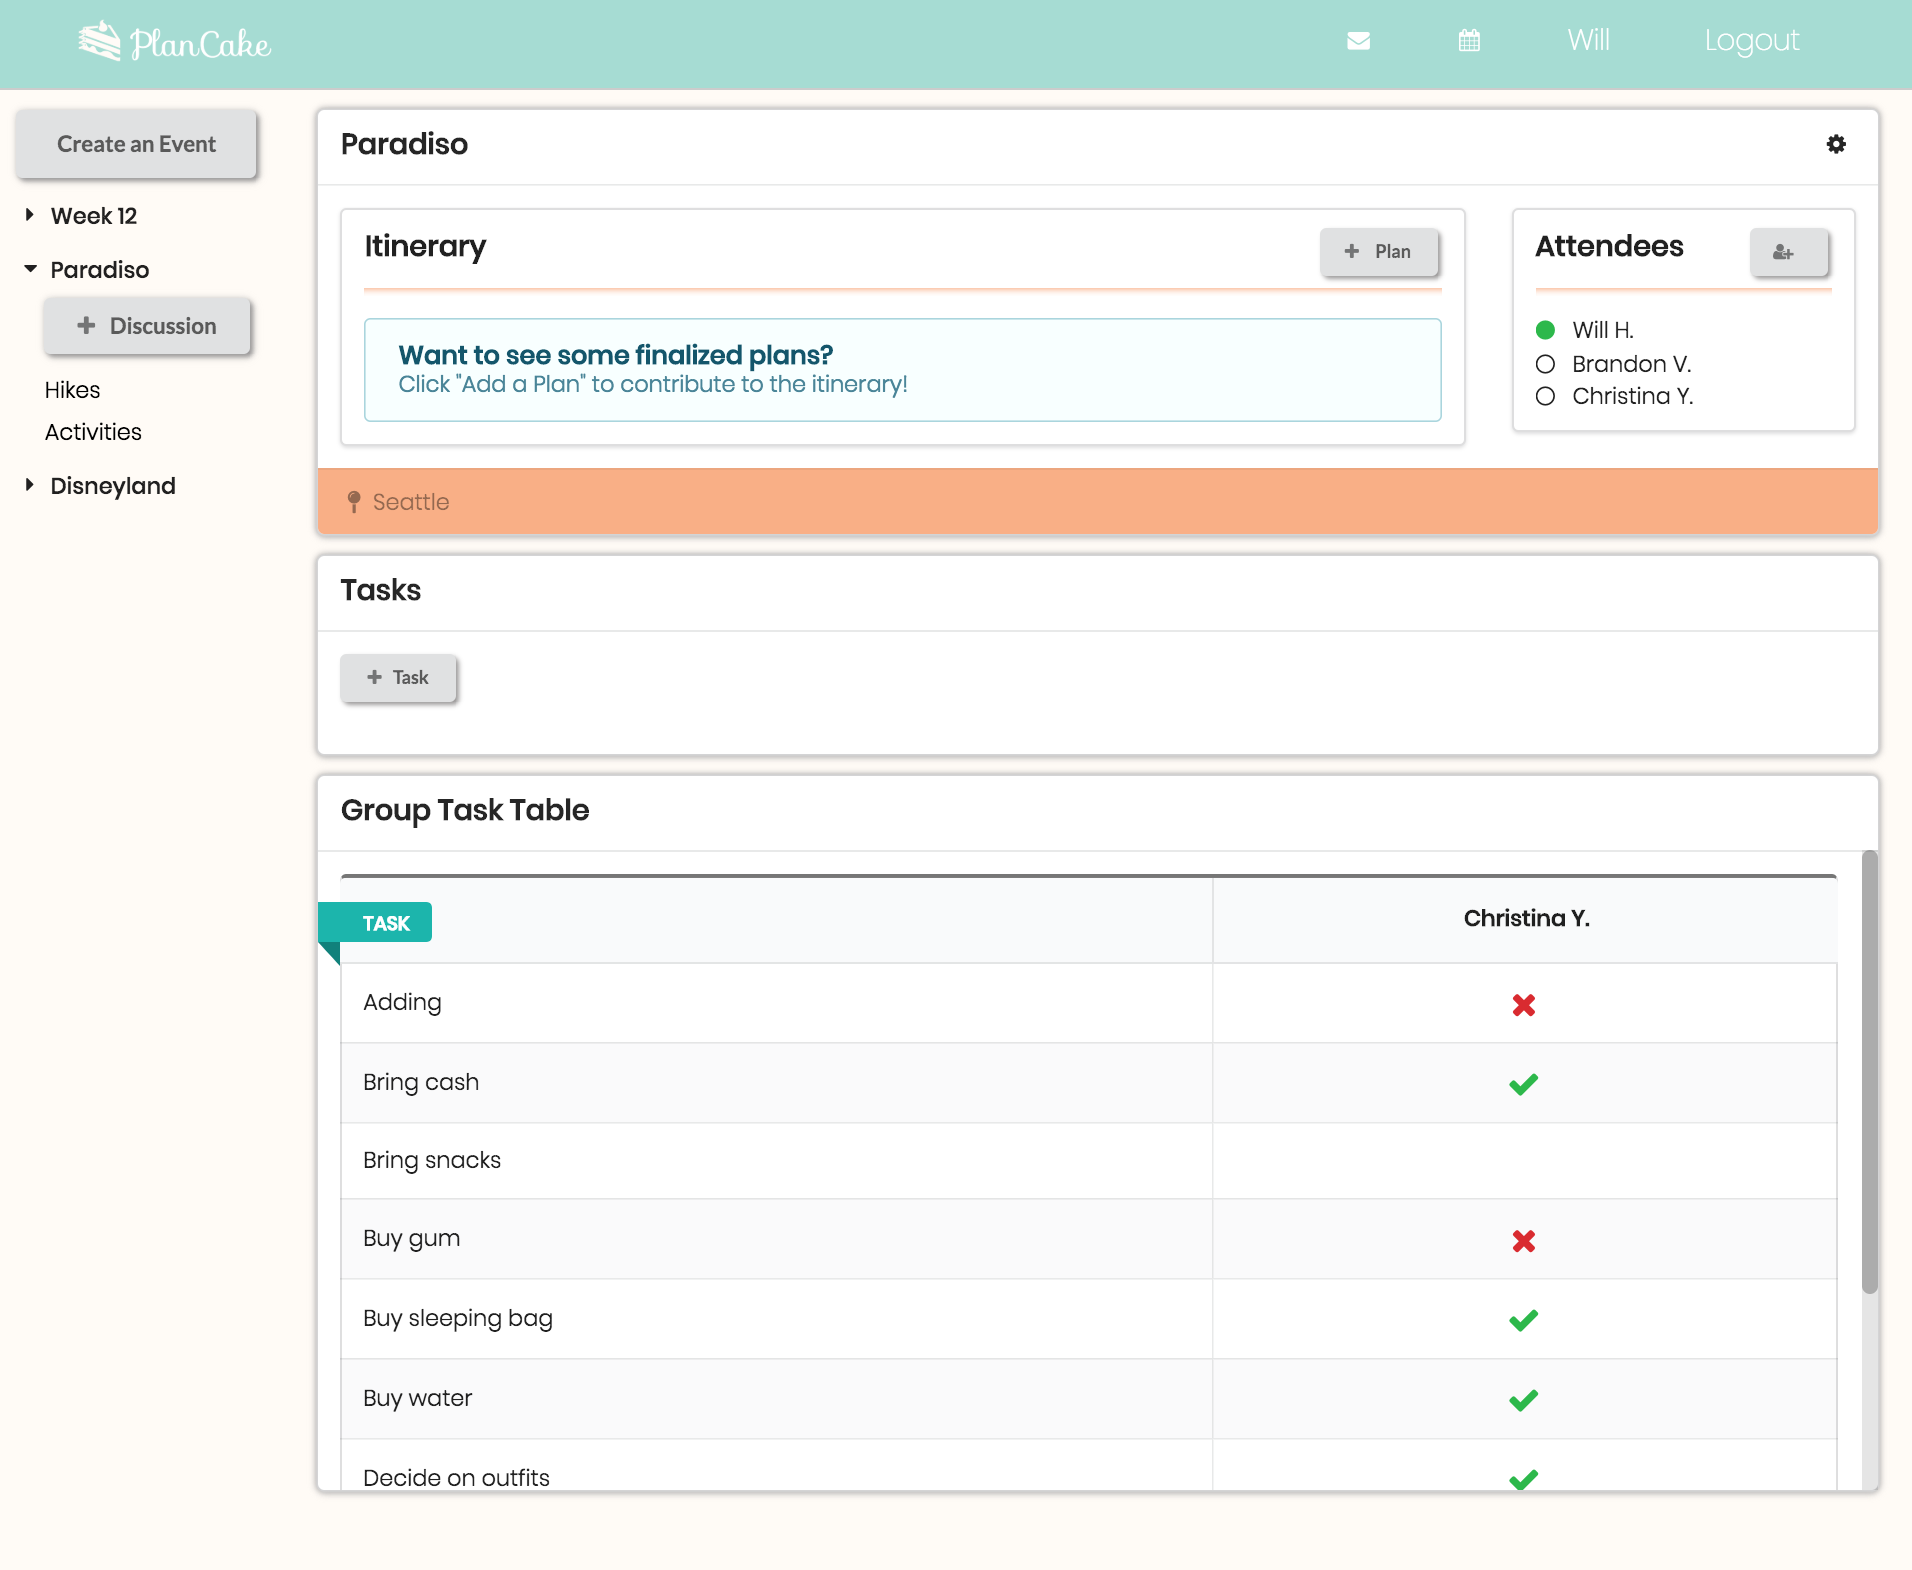 PlanCake
Will
Logout
Create an Event
Week 12
Paradiso
Discussion
Hikes
Activities
Disneyland
Paradiso
Itinerary
Plan
Want to see some finalized plans?
Click "Add a Plan" to contribute to the itinerary!
Attendees
Will H.
Brandon V.
Christina Y.
Seattle
Tasks
Task
Group Task Table
TASK
Christina Y.
Adding
Bring cash
Bring snacks
Buy gum
Buy sleeping bag
Buy water
Decide on outfits